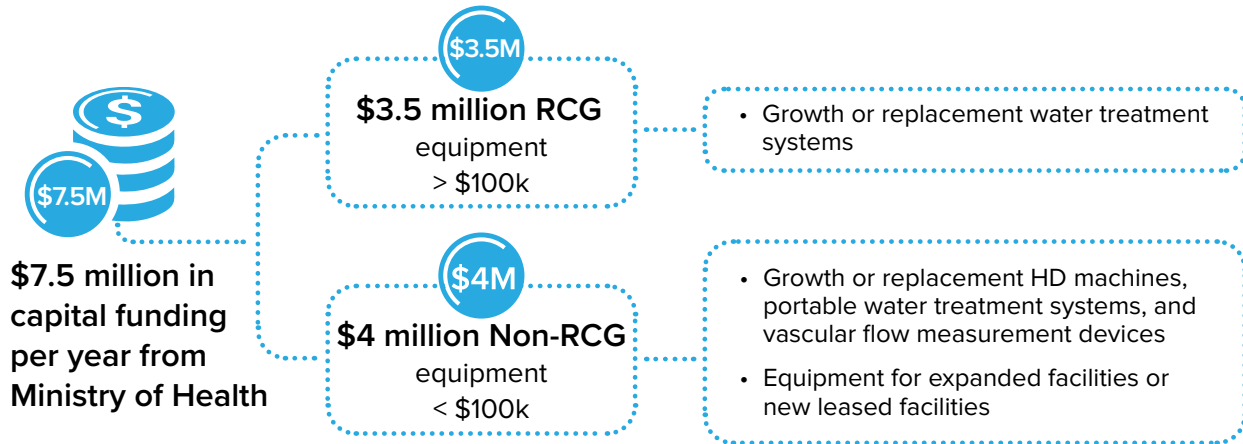 $
$7.5M
$7.5 million in
capital funding
per year from
Ministry of Health
$3.5M
$3.5 million RCG
equipment
> $100k
• Growth or replacement water treatment
systems
$4M
$4 million Non-RCG
equipment
< $100k
• Growth or replacement HD machines,
portable water treatment systems, and
vascular flow measurement devices
• Equipment for expanded facilities or
new leased facilities